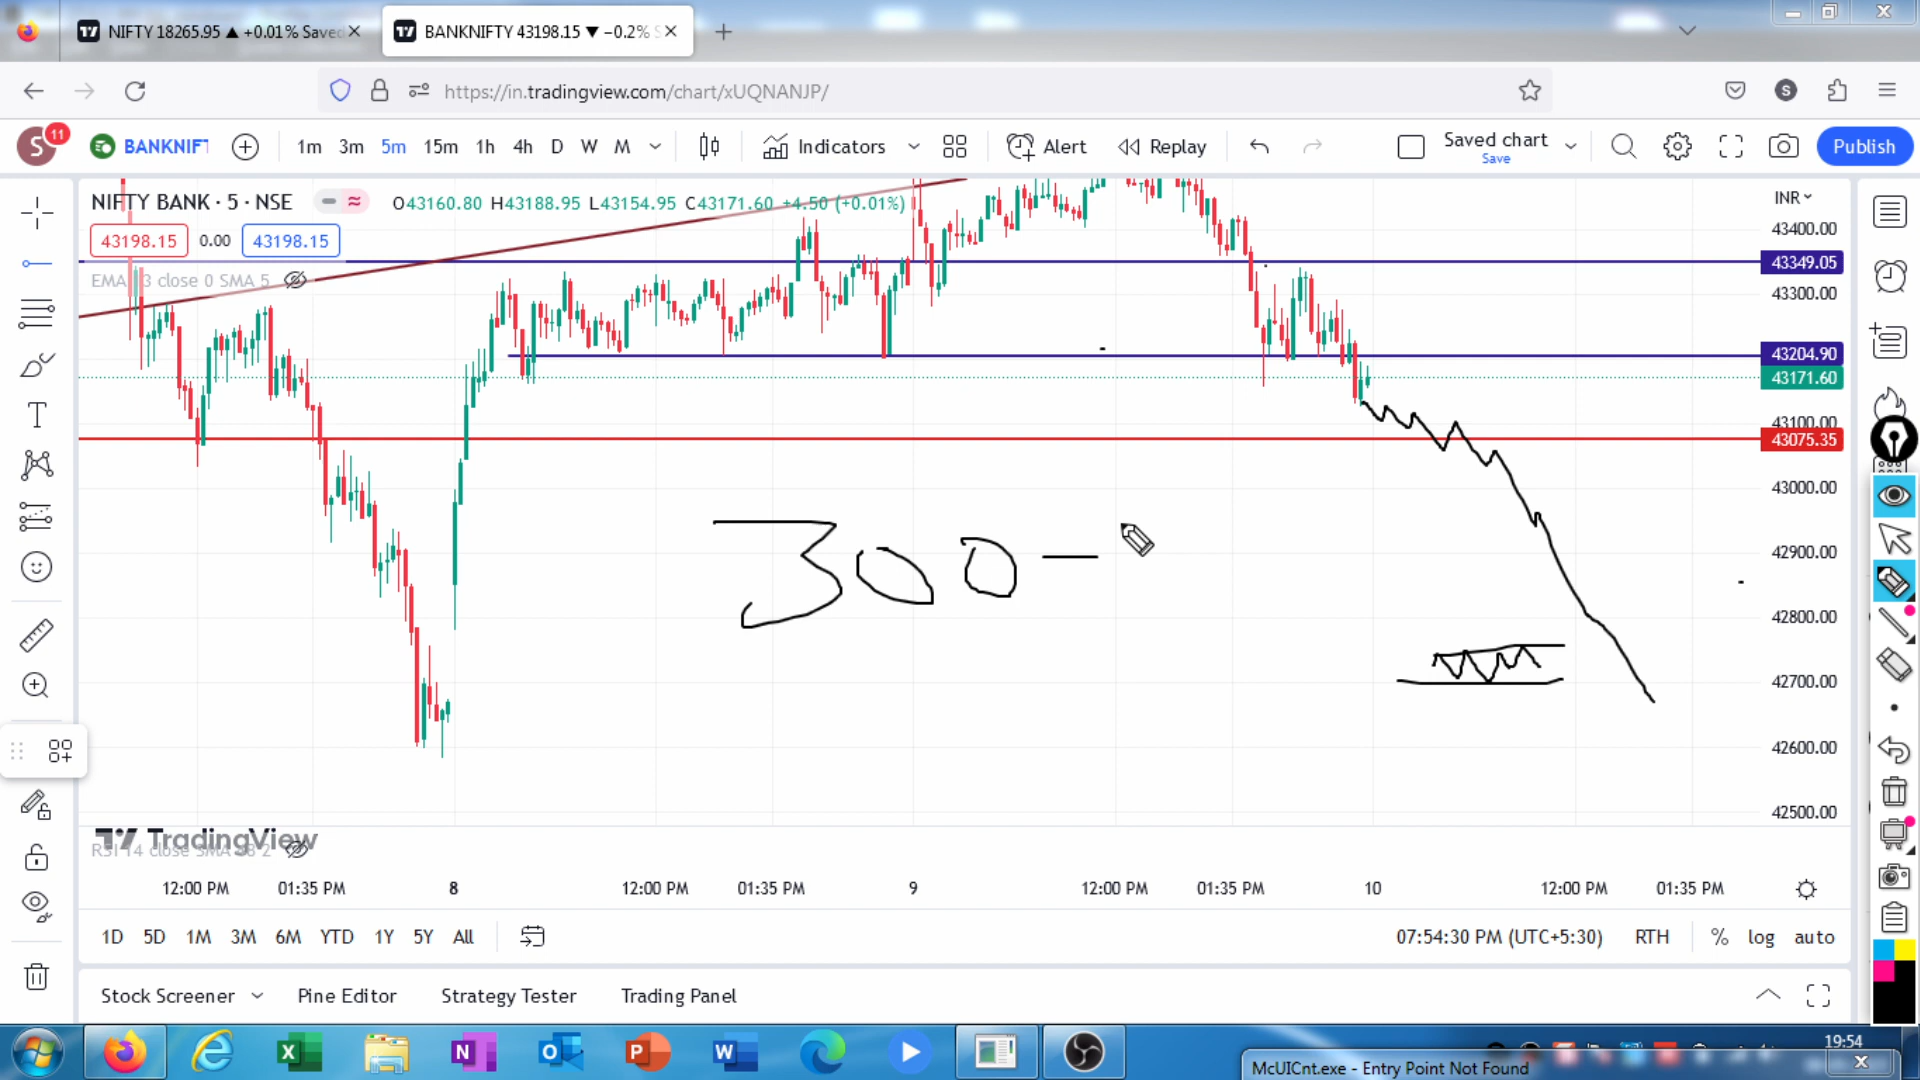 NIFTY 18265.95 ▲ +0.01% Saved
BANKNIFTY 43198.15 ▼ −0.2% S
https://in.tradingview.com/chart/xUQNANJP/
S
S 11 BANKNIFT 1m 3m 5m 15m 1h 4h D W M Indicators Alert Replay Saved chart Save Publish
NIFTY BANK · 5 · NSE O43160.80 H43188.95 L43154.95 C43171.60 +4.50 (+0.01%)
INR
43198.15 0.00 43198.15
EMA 3 close 0 SMA 5
43400.00
43349.05
43300.00
43204.90
43171.60
43100.00
43075.35
43000.00
42900.00
42800.00
42700.00
42600.00
42500.00
300 —
TradingView
RSI 14 close SMA 2
12:00 PM 01:35 PM 8 12:00 PM 01:35 PM 9 12:00 PM 01:35 PM 10 12:00 PM 01:35 PM
1D 5D 1M 3M 6M YTD 1Y 5Y All 07:54:30 PM (UTC+5:30) RTH % log auto
Stock Screener Pine Editor Strategy Tester Trading Panel
19:54
McUICnt.exe - Entry Point Not Found